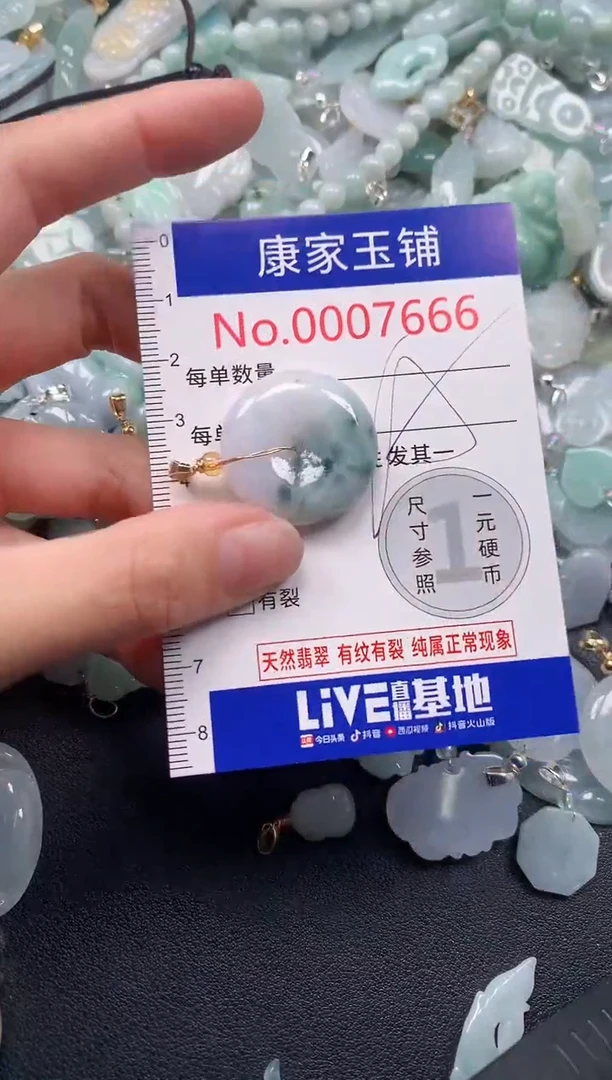 康家玉铺
No.0007666
0
1
2
每单数量
3
每单
发其一
尺寸参照
1
一元硬币
有裂
天然翡翠 有纹有裂 纯属正常现象
7
8
LiVE直播基地
今日头条 抖音 西瓜视频 抖音火山版